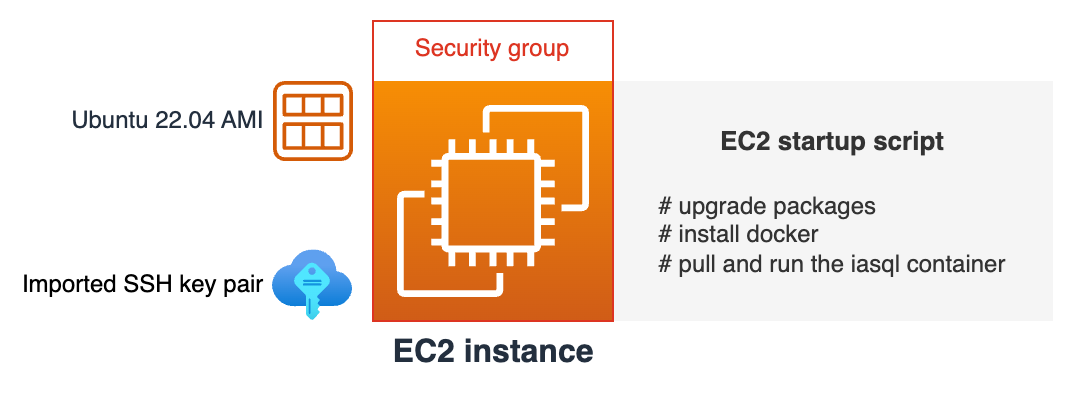 Security group
Ubuntu 22.04 AMI
EC2 startup script
# upgrade packages
# install docker
# pull and run the iasql container
Imported SSH key pair
EC2 instance